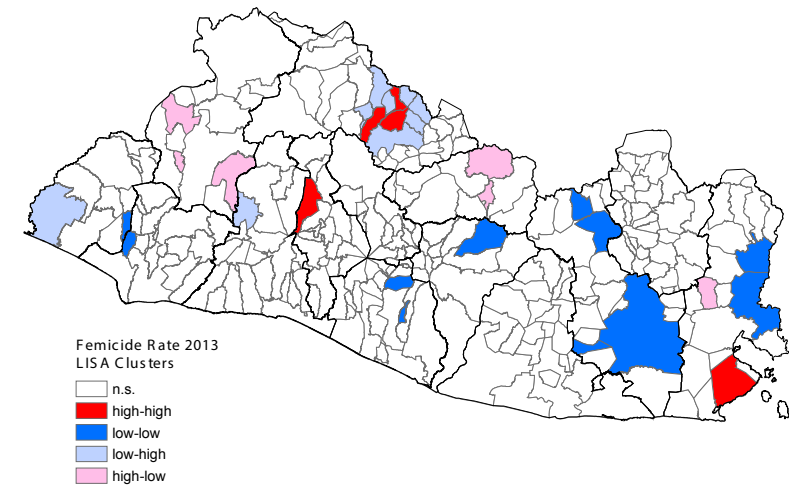 Femicide Rate 2013
LISA Clusters
n.s.
high-high
low-low
low-high
high-low